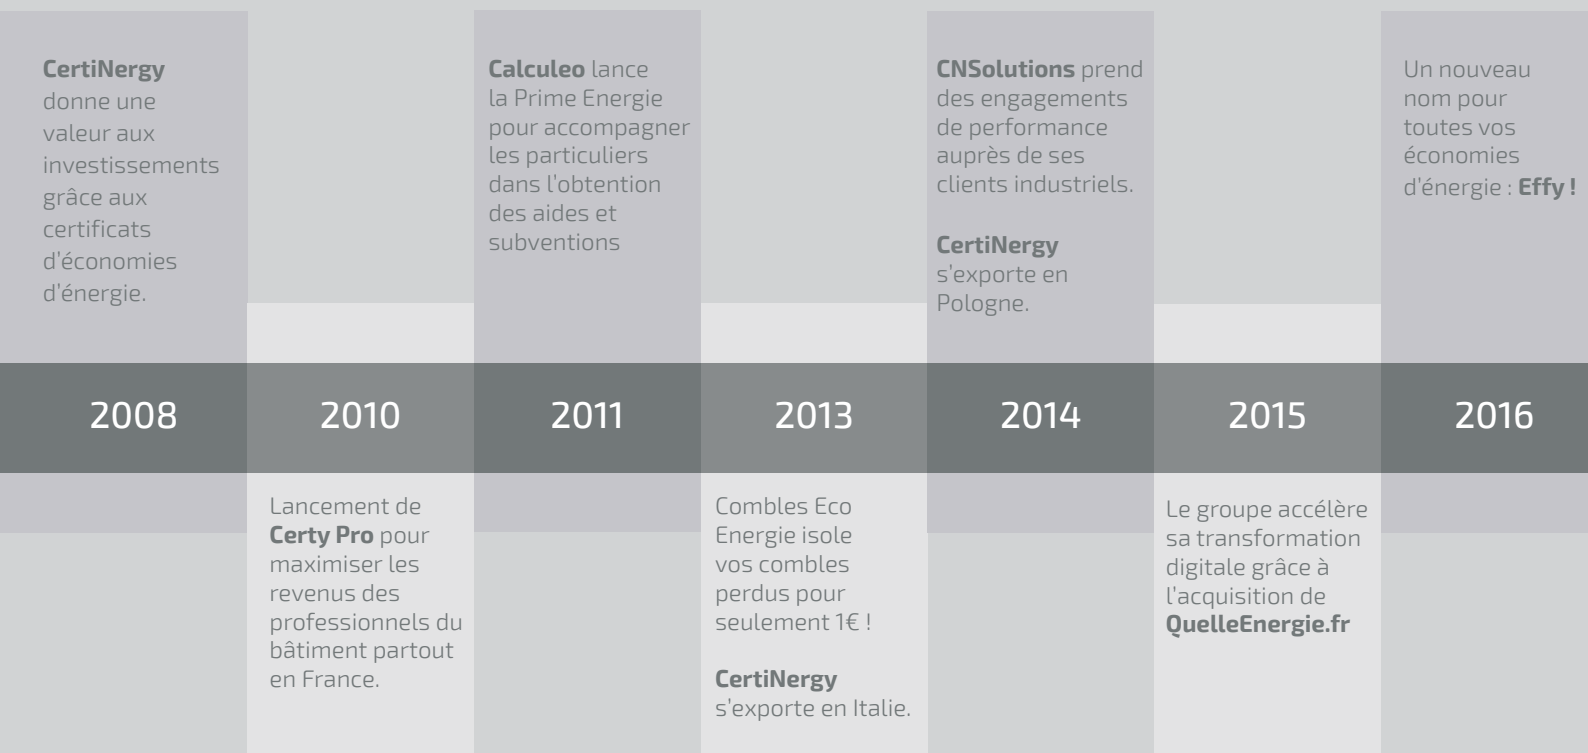 CertiNergy
donne une
valeur aux
investissements
grâce aux
certificats
d'économies
d'énergie.
2008
2010
Lancement de
Certy Pro pour
maximiser les
revenus des
professionnels du
bâtiment partout
en France.
Calculeo lance
la Prime Energie
pour accompagner
les particuliers
dans l'obtention
des aides et
subventions
2011
2013
Combles Eco
Energie isole
vos combles
perdus pour
seulement 1€ !
CertiNergy
s'exporte en Italie.
CNSolutions prend
des engagements
de performance
auprès de ses
clients industriels.
CertiNergy
s'exporte en
Pologne.
2014
2015
Le groupe accélère
sa transformation
digitale grâce à
l'acquisition de
QuelleEnergie.fr
Un nouveau
nom pour
toutes vos
économies
d'énergie : Effy !
2016